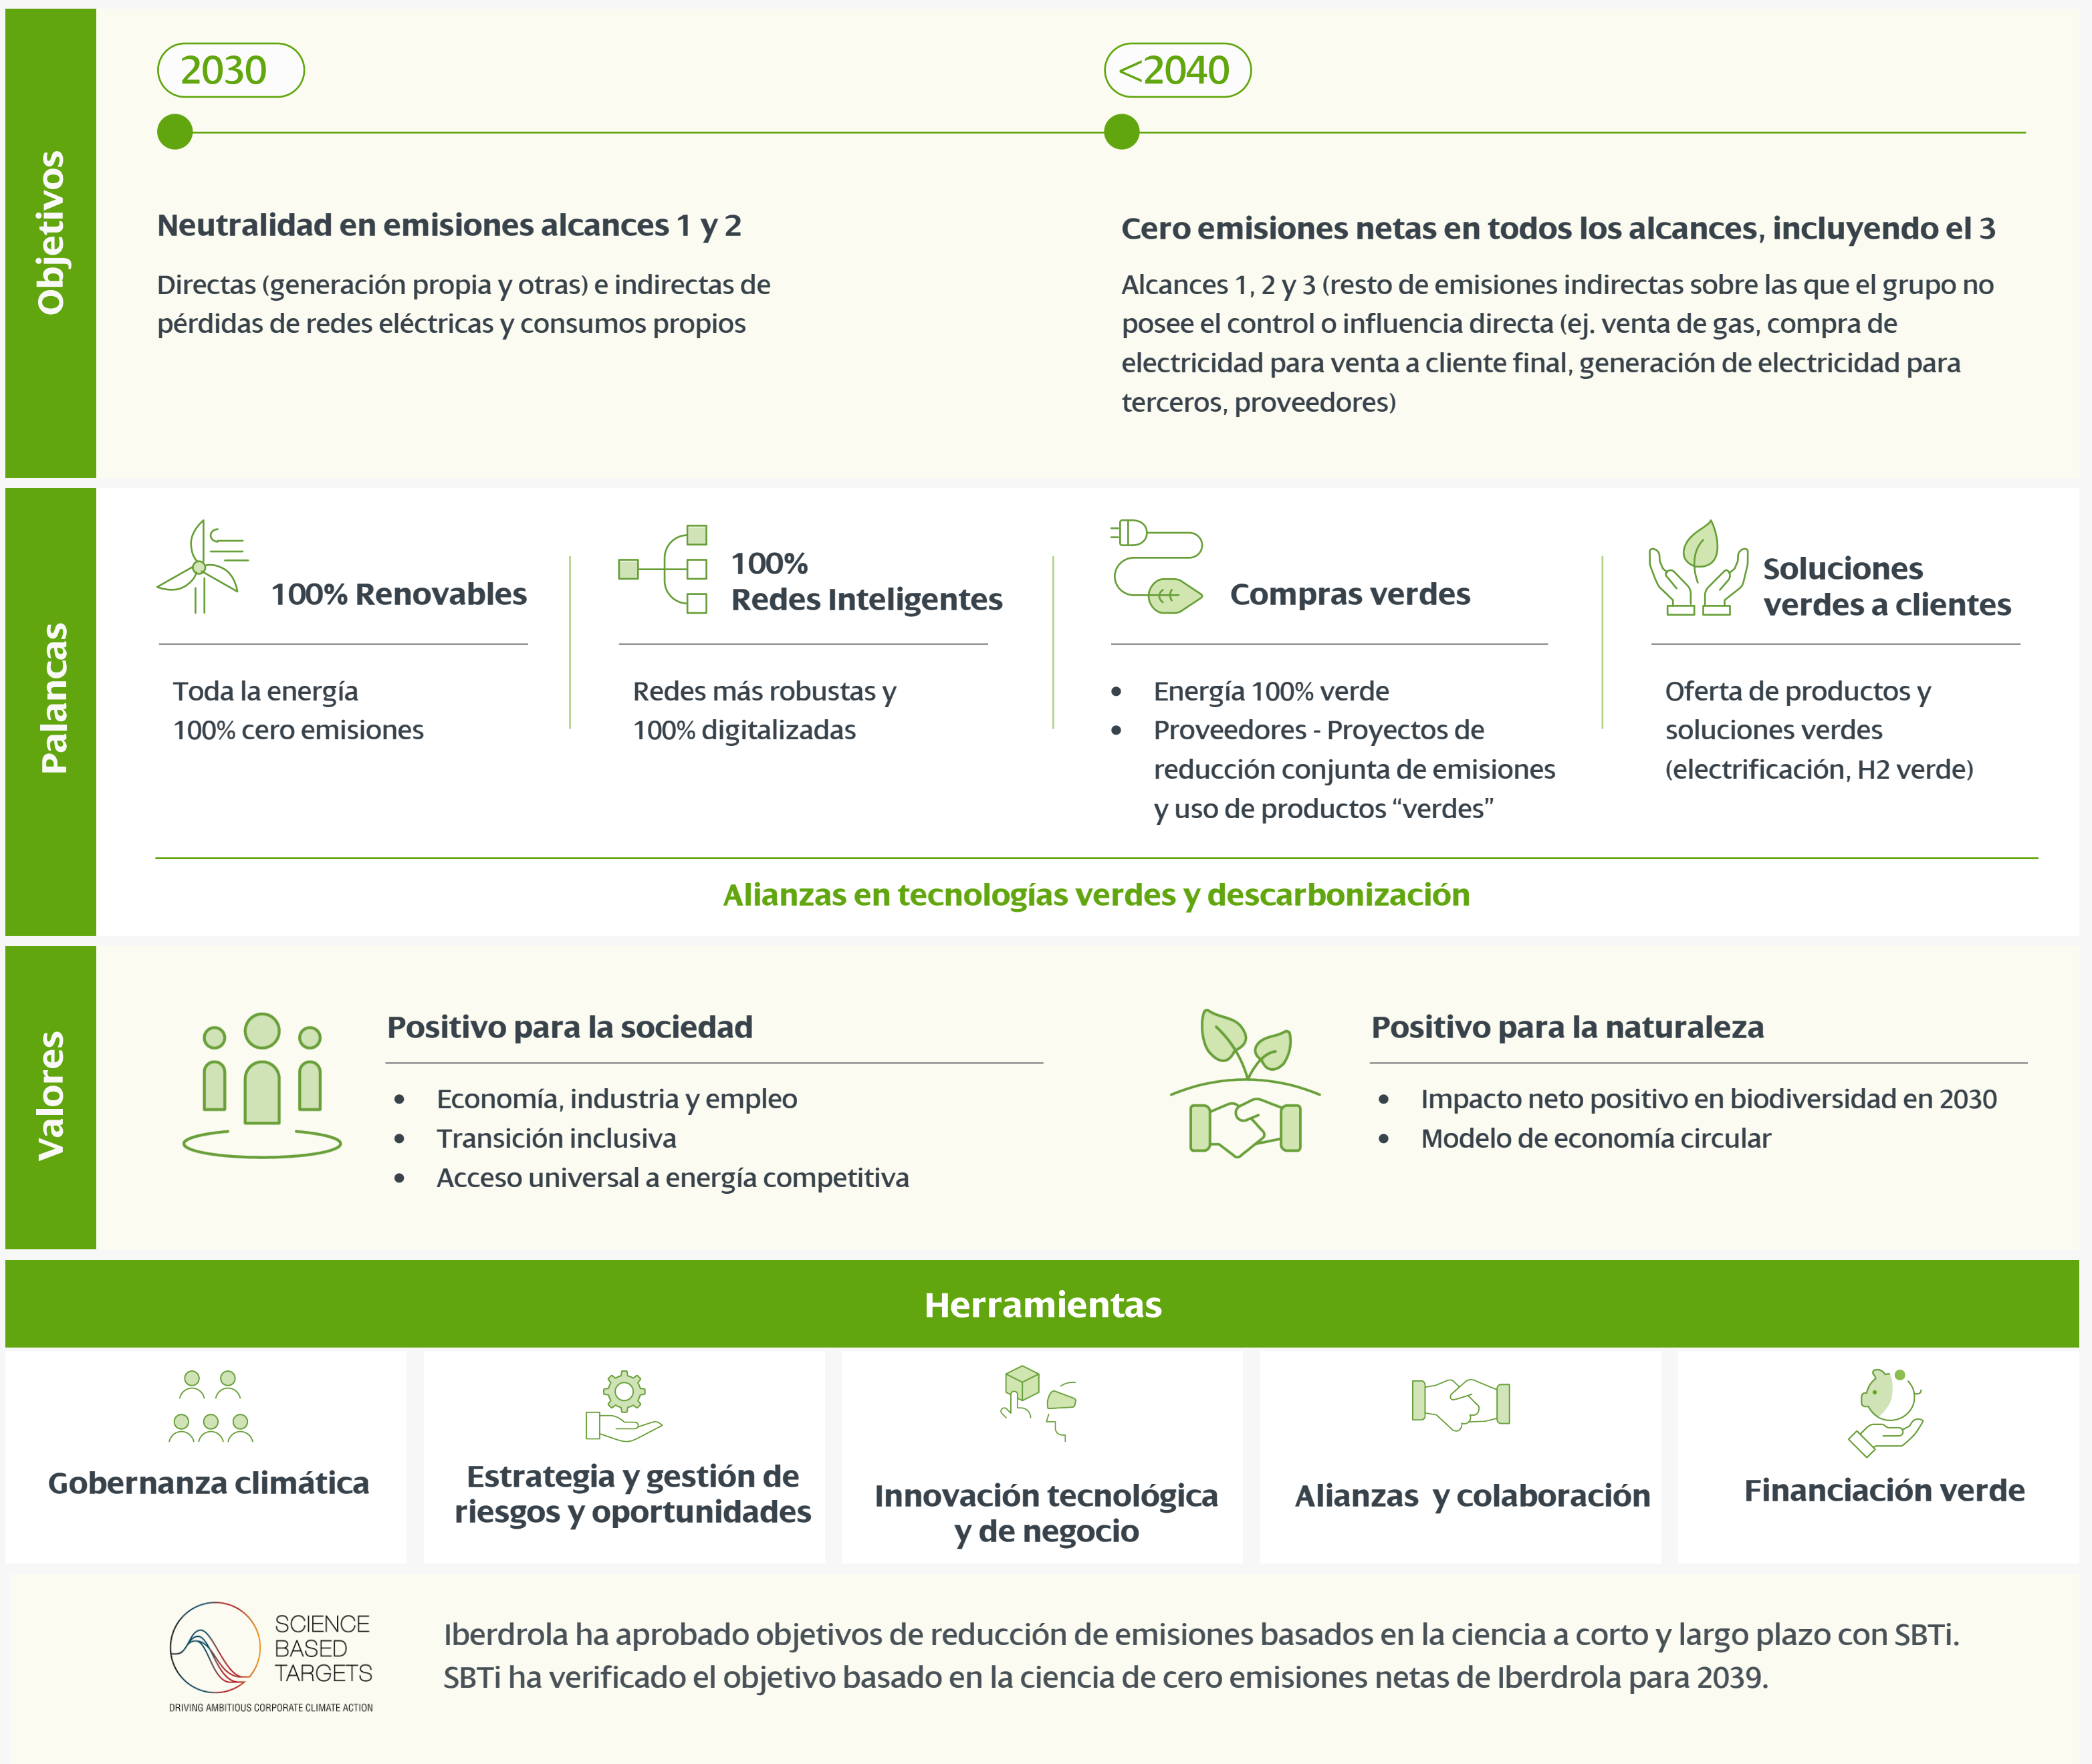 Objetivos
2030
<2040
Neutralidad en emisiones alcances 1 y 2
Directas (generación propia y otras) e indirectas de
pérdidas de redes eléctricas y consumos propios
Cero emisiones netas en todos los alcances, incluyendo el 3
Alcances 1, 2 y 3 (resto de emisiones indirectas sobre las que el grupo no
posee el control o influencia directa (ej. venta de gas, compra de
electricidad para venta a cliente final, generación de electricidad para
terceros, proveedores)
Palancas
100% Renovables
Toda la energía
100% cero emisiones
100%
Redes Inteligentes
Redes más robustas y
100% digitalizadas
Compras verdes
• Energía 100% verde
• Proveedores - Proyectos de
reducción conjunta de emisiones
y uso de productos “verdes”
Soluciones
verdes a clientes
Oferta de productos y
soluciones verdes
(electrificación, H2 verde)
Alianzas en tecnologías verdes y descarbonización
Valores
Positivo para la sociedad
• Economía, industria y empleo
• Transición inclusiva
• Acceso universal a energía competitiva
Positivo para la naturaleza
• Impacto neto positivo en biodiversidad en 2030
• Modelo de economía circular
Herramientas
Gobernanza climática
Estrategia y gestión de
riesgos y oportunidades
Innovación tecnológica
y de negocio
Alianzas y colaboración
Financiación verde
SCIENCE
BASED
TARGETS
DRIVING AMBITIOUS CORPORATE CLIMATE ACTION
Iberdrola ha aprobado objetivos de reducción de emisiones basados en la ciencia a corto y largo plazo con SBTi.
SBTi ha verificado el objetivo basado en la ciencia de cero emisiones netas de Iberdrola para 2039.